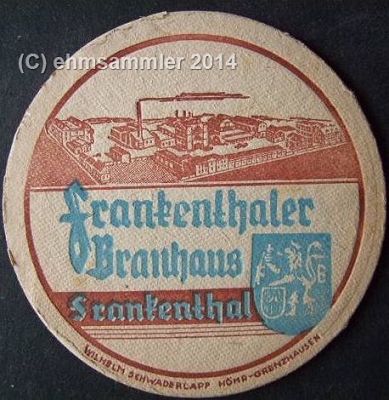 (C) ehmsammler 2014
Frankenthaler
Brauhaus
Frankenthal
WILHELM SCHWADERLAPP HÖHR-GRENZHAUSEN